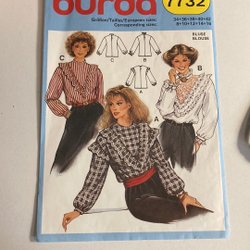 burda 7732
Größen/Tailles/European sizes:
Corresponding sizes:
34•36•38•40•42
8•10•12•14•16
BLUSE
BLOUSE
C
A
B
C
B
A